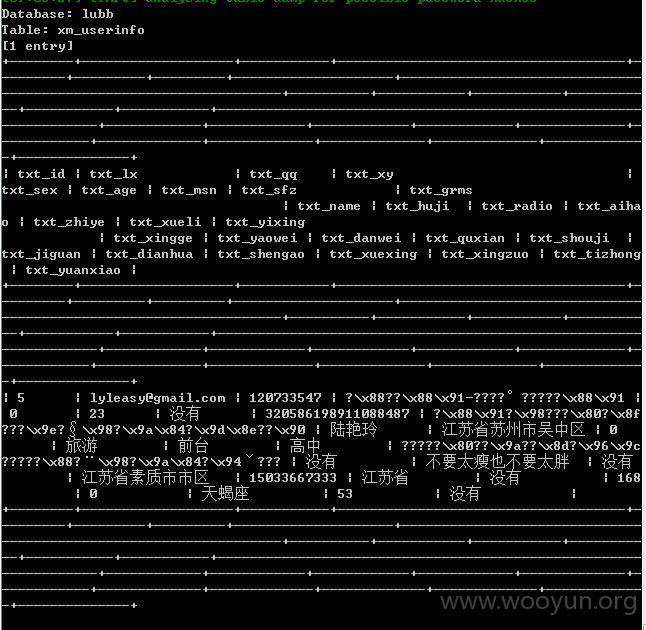 Database: lubb
Table: xm_userinfo
[1 entry]
| txt_id | txt_lx | txt_qq | txt_xy |
txt_sex | txt_age | txt_msn | txt_sfz | txt_grms
| txt_name | txt_huji | txt_radio | txt_aiha
o | txt_zhiye | txt_xueli | txt_yixing
| txt_xingge | txt_yaowei | txt_danwei | txt_quxian | txt_shouji |
txt_jiguan | txt_dianhua | txt_shengao | txt_xuexing | txt_xingzuo | txt_tizhong
| txt_yuanxiao |
| 5 | lyleasy@gmail.com | 120733547 | ?\x88??\x88\x91-????°?????\x88\x91 |
0 | 23 | 没有 | 320586198911088487 | ?\x88\x91\x98???\x80?\x8f
???\x9e?§\x98?\x9a\x84?\x9d\x8e??\x90 | 陆艳玲 | 江苏省苏州市吴中区 | 0
| 旅游 | 前台 | 高中 | ?????\x80?\x9a??\x8d?\x96\x9c
?????\x88?¨\x98?\x9a\x84?\x94ˇ??? | 没有 | 不要太瘦也不要太胖 | 没有
| 江苏省素质市市区 | 15033667333 | 江苏省 | 没有 | 168
| 0 | 天蝎座 | 53 | 没有 |
www.wooyun.org